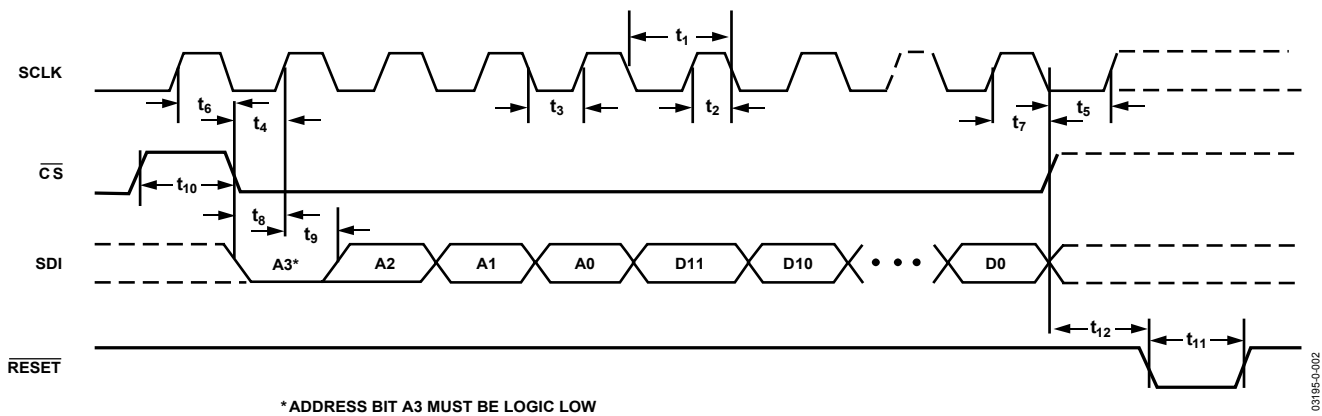 t1
SCLK
t6
t4
t3
t2
t7
t5
CS
t10
t8
t9
SDI
A3*
A2
A1
A0
D11
D10
• • •
D0
t12
t11
RESET
*ADDRESS BIT A3 MUST BE LOGIC LOW
03195-0-002